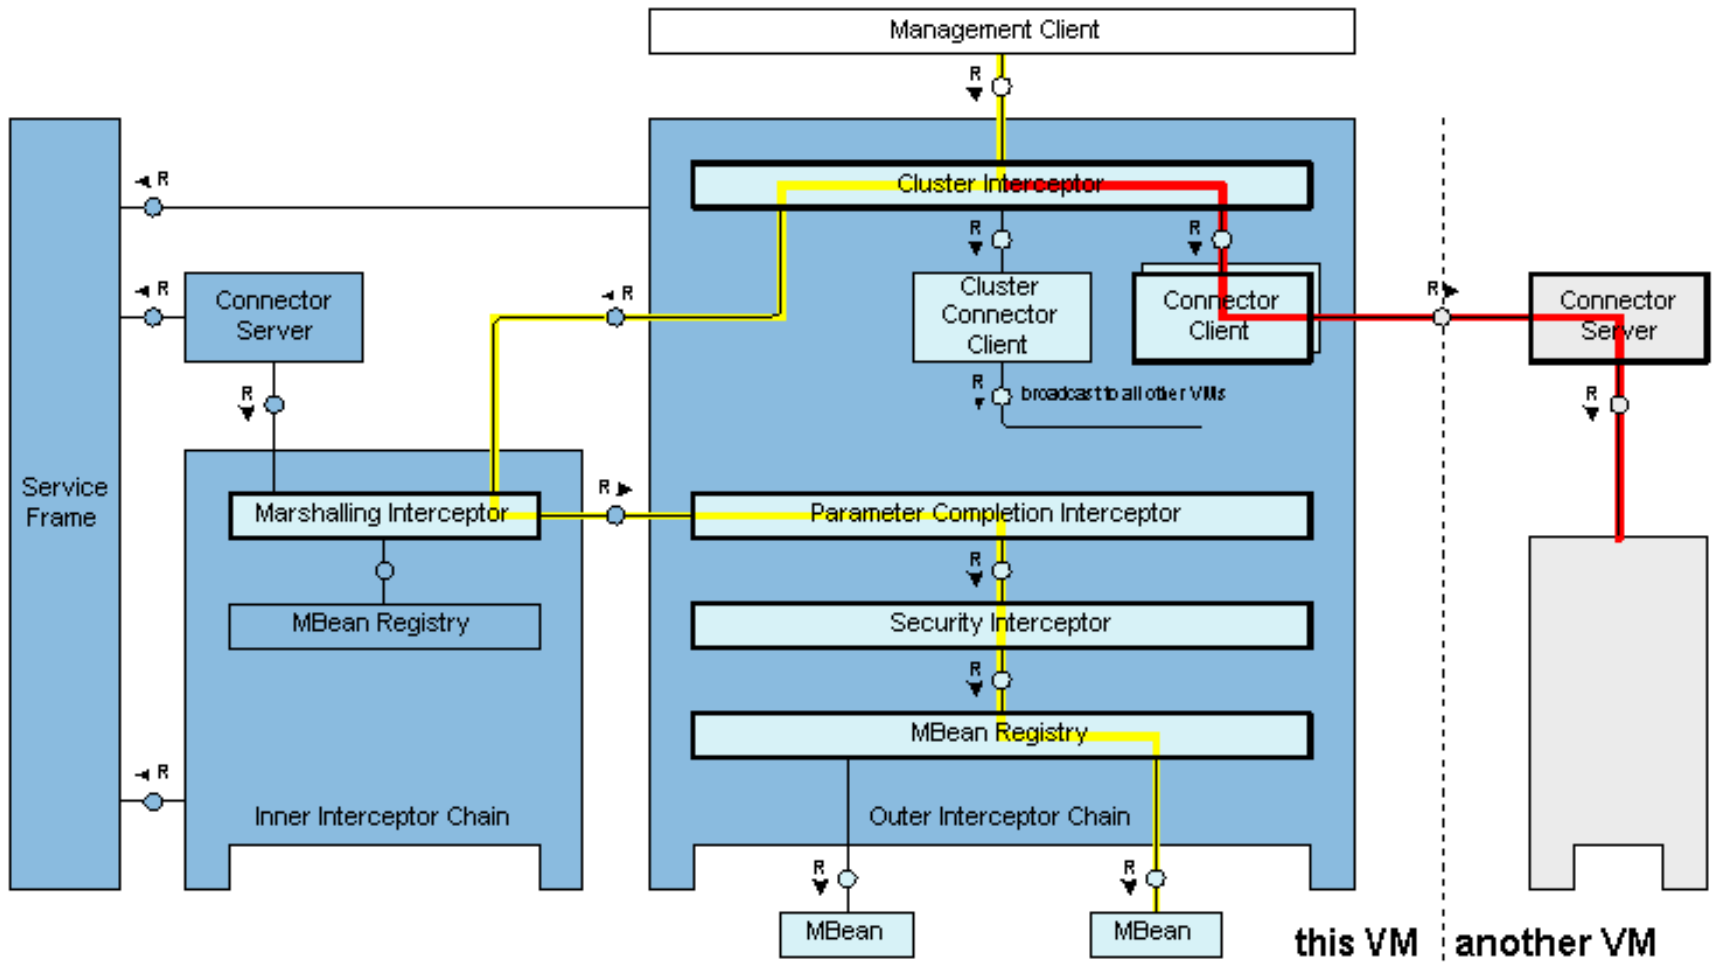 Management Client
R
R
Cluster Interceptor
R
R
R
R
R
Connector
Server
Cluster
Connector
Client
Connector
Client
Connector
Server
R
R
broadcast to all other VMs
R
Service
Frame
R
Marshalling Interceptor
Parameter Completion Interceptor
R
MBean Registry
Security Interceptor
R
MBean Registry
R
Inner Interceptor Chain
Outer Interceptor Chain
R
R
MBean
MBean
this VM
another VM